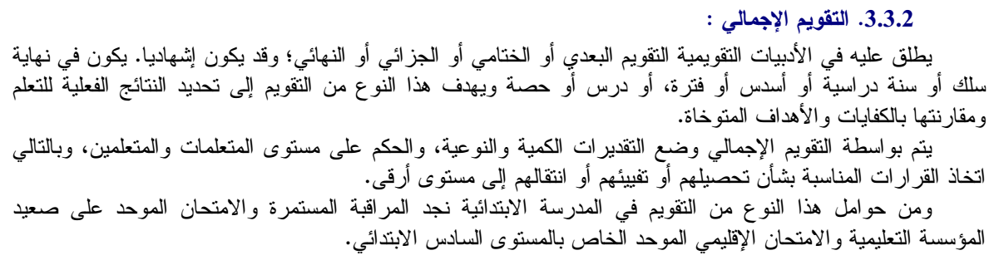 3.3.2. التقويم الإجمالي :
يطلق عليه في الأدبيات التقويمية التقويم البعدي أو الختامي أو الجزائي أو النهائي؛ وقد يكون إشهاديا. يكون في نهاية
سلك أو سنة دراسية أو أسدس أو فترة، أو درس أو حصة ويهدف هذا النوع من التقويم إلى تحديد النتائج الفعلية للتعلم
ومقارنتها بالكفايات والأهداف المتوخاة.
يتم بواسطة التقويم الإجمالي وضع التقديرات الكمية والنوعية، والحكم على مستوى المتعلمات والمتعلمين، وبالتالي
اتخاذ القرارات المناسبة بشأن تحصيلهم أو تفييئهم أو انتقالهم إلى مستوى أرقى.
ومن حوامل هذا النوع من التقويم في المدرسة الابتدائية نجد المراقبة المستمرة والامتحان الموحد على صعيد
المؤسسة التعليمية والامتحان الإقليمي الموحد الخاص بالمستوى السادس الابتدائي.